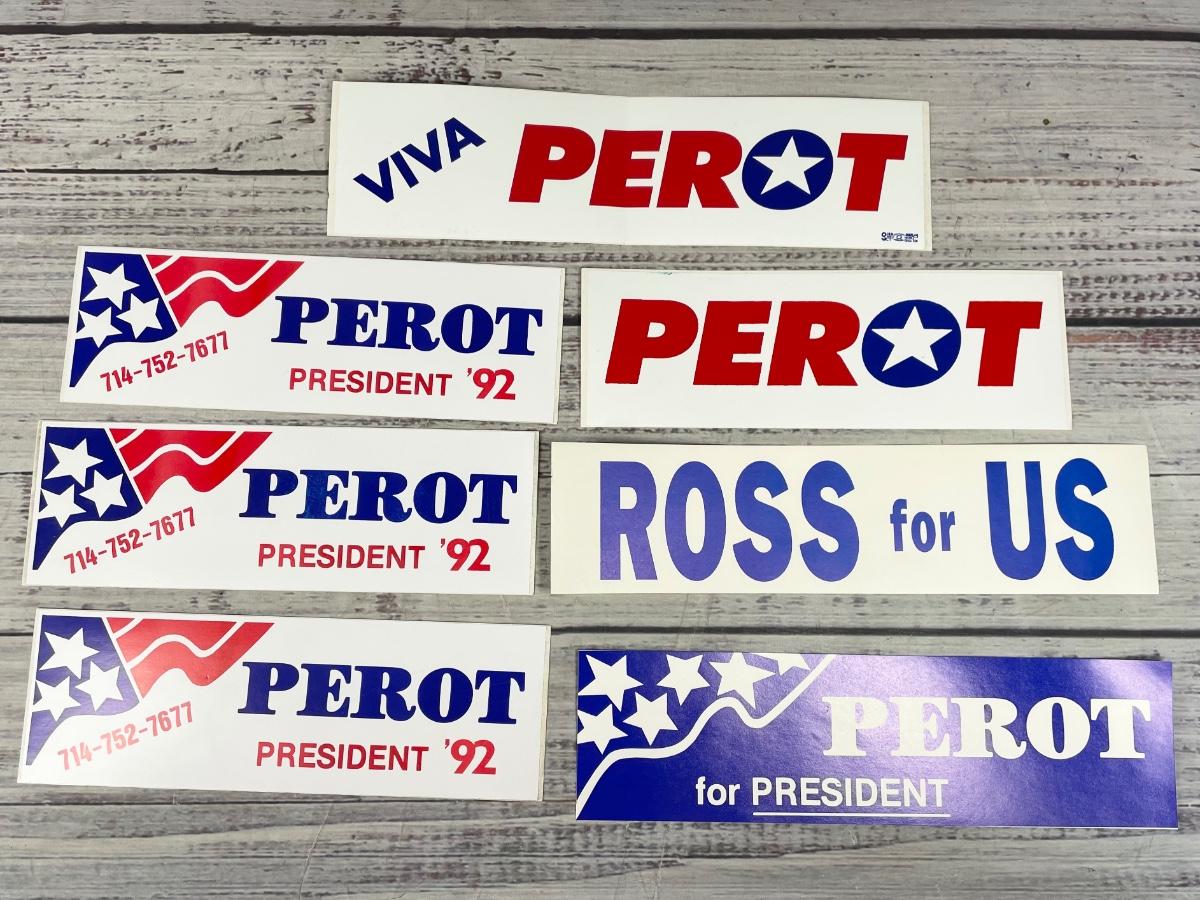 VIVA PEROT
714-752-7677
PEROT
PRESIDENT '92
PEROT
714-752-7677
PEROT
PRESIDENT '92
ROSS for US
714-752-7677
PEROT
PRESIDENT '92
PEROT
for PRESIDENT